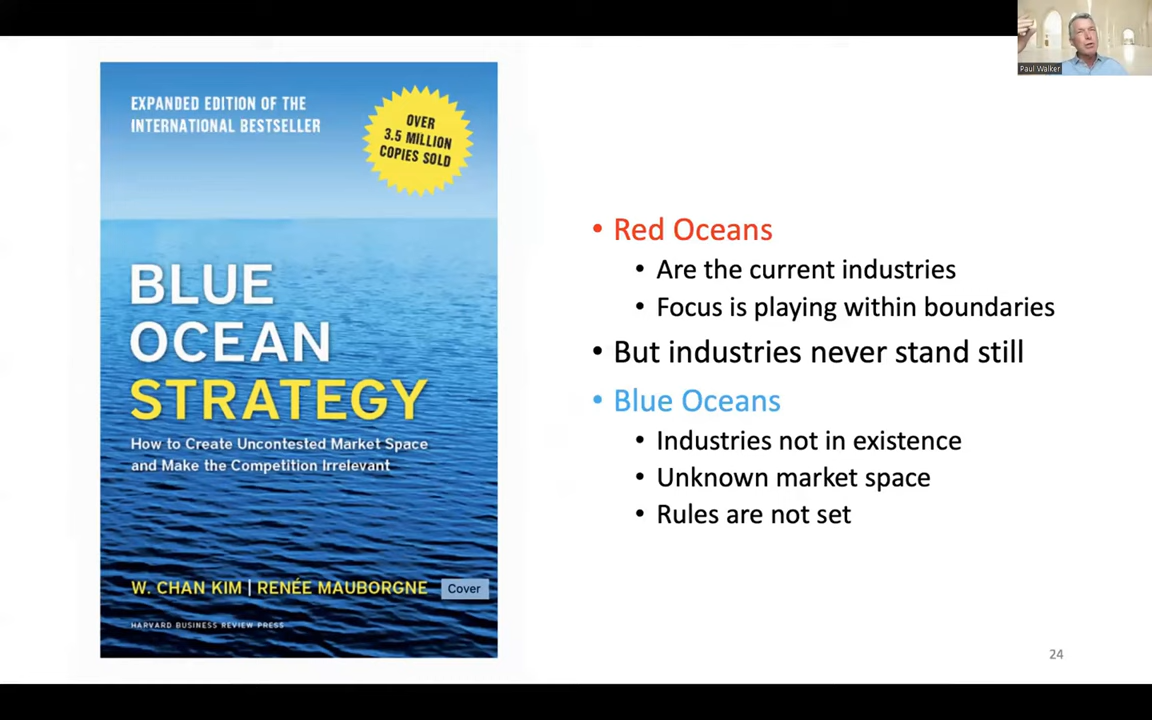 Paul Walker
EXPANDED EDITION OF THE
INTERNATIONAL BESTSELLER
OVER
3.5 MILLION
COPIES SOLD
BLUE
OCEAN
STRATEGY
How to Create Uncontested Market Space
and Make the Competition Irrelevant
W. CHAN KIM | RENÉE MAUBORGNE
Cover
HARVARD BUSINESS REVIEW PRESS
• Red Oceans
• Are the current industries
• Focus is playing within boundaries
• But industries never stand still
• Blue Oceans
• Industries not in existence
• Unknown market space
• Rules are not set
24